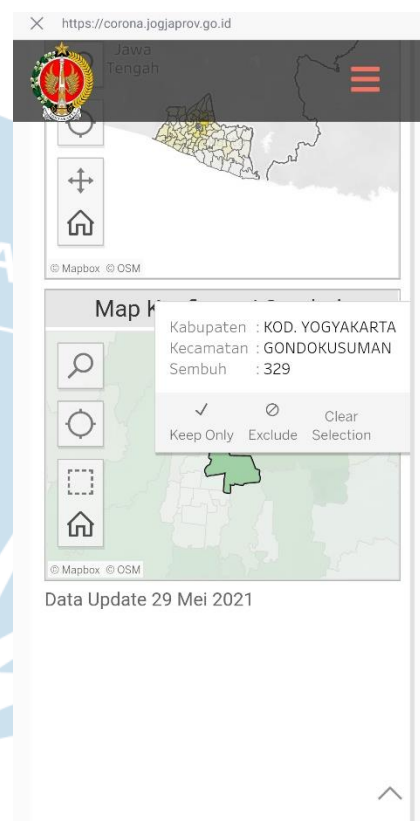 https://corona.jogjaprov.go.id
Jawa
Tengah
© Mapbox © OSM
Map
Kabupaten : KOD. YOGYAKARTA
Kecamatan : GONDOKUSUMAN
Sembuh : 329
Keep Only
Exclude
Clear
Selection
© Mapbox © OSM
Data Update 29 Mei 2021